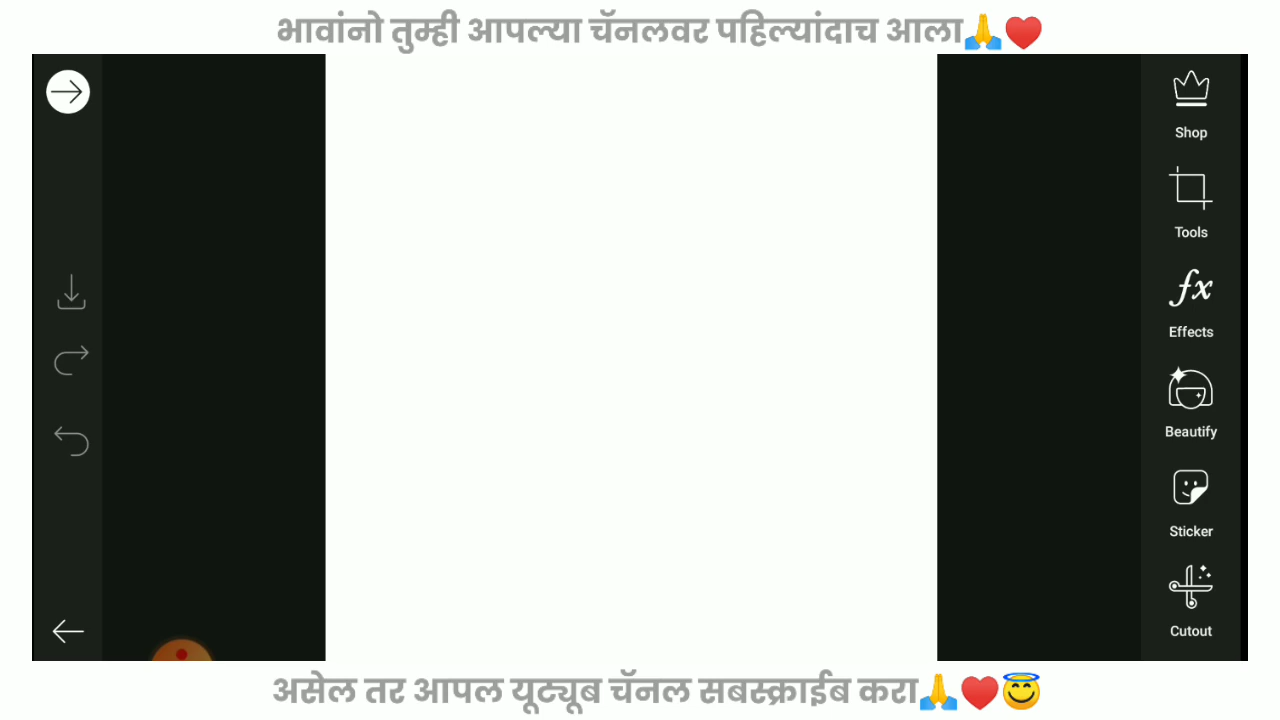 भावांनो तुम्ही आपल्या चॅनलवर पहिल्यांदाच आला🙏♥️
Shop
Tools
fx
Effects
Beautify
Sticker
Cutout
असेल तर आपल यूट्यूब चॅनल सबस्क्राईब करा🙏♥️😇